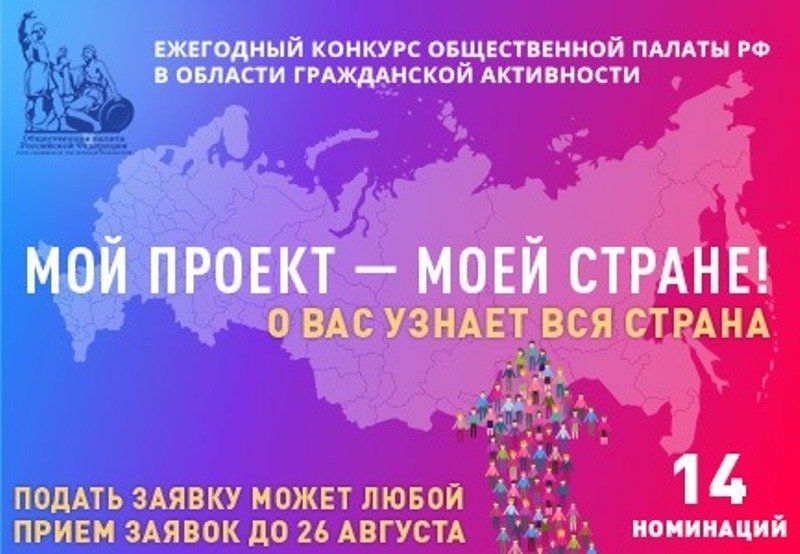 ЕЖЕГОДНЫЙ КОНКУРС ОБЩЕСТВЕННОЙ ПАЛАТЫ РФ
В ОБЛАСТИ ГРАЖДАНСКОЙ АКТИВНОСТИ
Общественная палата
Российской Федерации
МОЙ ПРОЕКТ — МОЕЙ СТРАНЕ!
О ВАС УЗНАЕТ ВСЯ СТРАНА
ПОДАТЬ ЗАЯВКУ МОЖЕТ ЛЮБОЙ
ПРИЕМ ЗАЯВОК ДО 26 АВГУСТА
14
НОМИНАЦИЙ